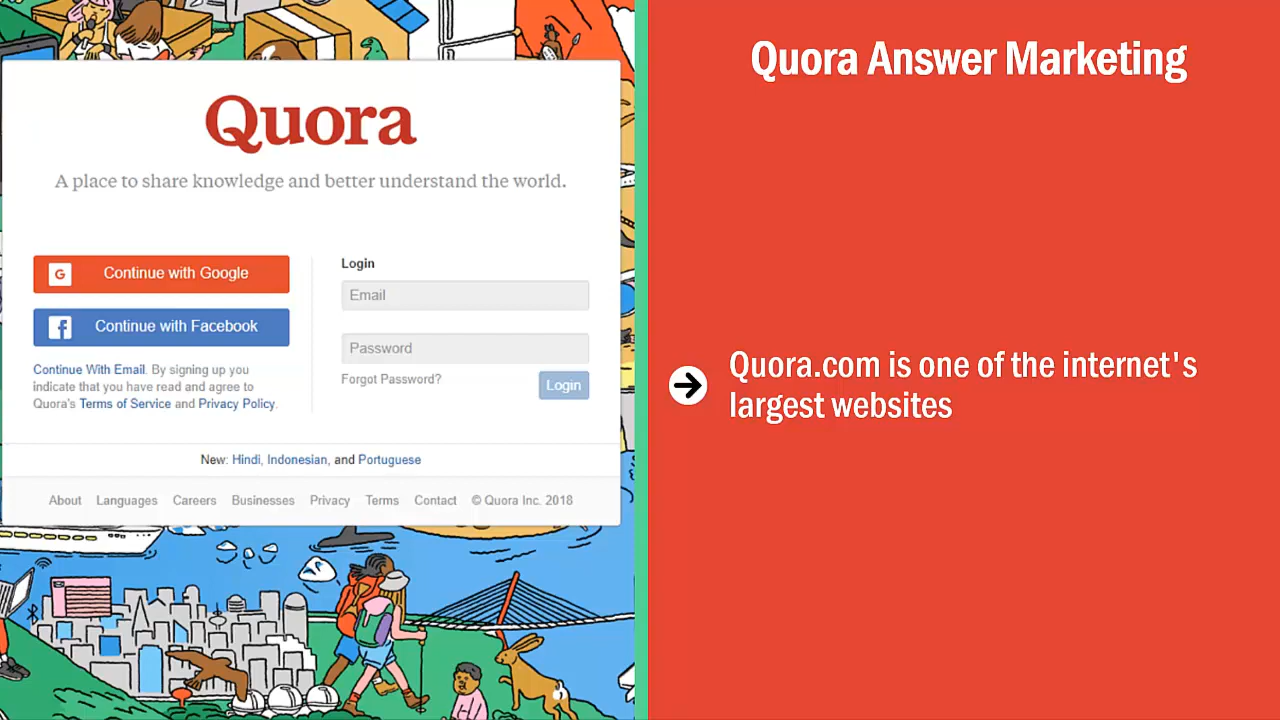 Quora
A place to share knowledge and better understand the world.
G Continue with Google
f Continue with Facebook
Continue With Email. By signing up you
indicate that you have read and agree to
Quora's Terms of Service and Privacy Policy.
Login
Email
Password
Forgot Password?
Login
New: Hindi, Indonesian, and Portuguese
About Languages Careers Businesses Privacy Terms Contact © Quora Inc. 2018
Quora Answer Marketing
Quora.com is one of the internet's
largest websites